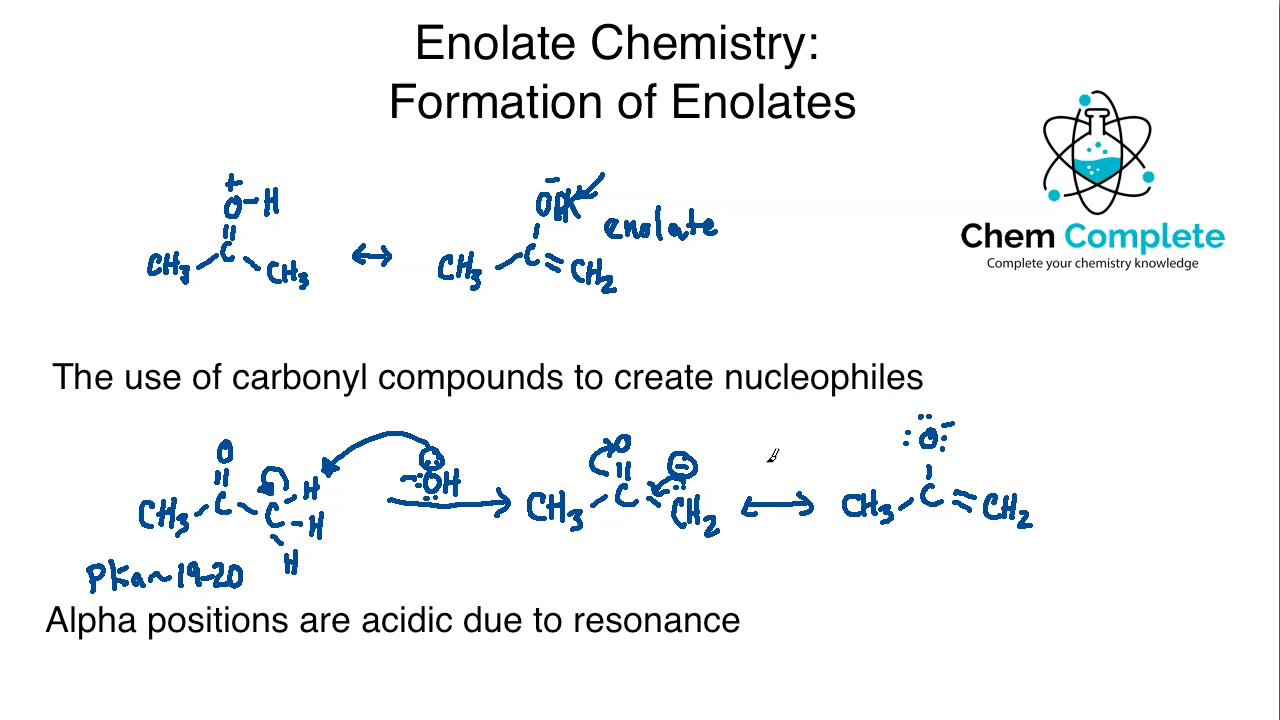 Enolate Chemistry:
Formation of Enolates
+
O-H
CH3 C CH3
↔
-
O
enolate
CH3 C = CH2
Chem Complete
Complete your chemistry knowledge
The use of carbonyl compounds to create nucleophiles
O
CH3 C C H
H
H
OH
O
CH3 C CH2
↔
O
CH3 C = CH2
pKa~19-20
Alpha positions are acidic due to resonance